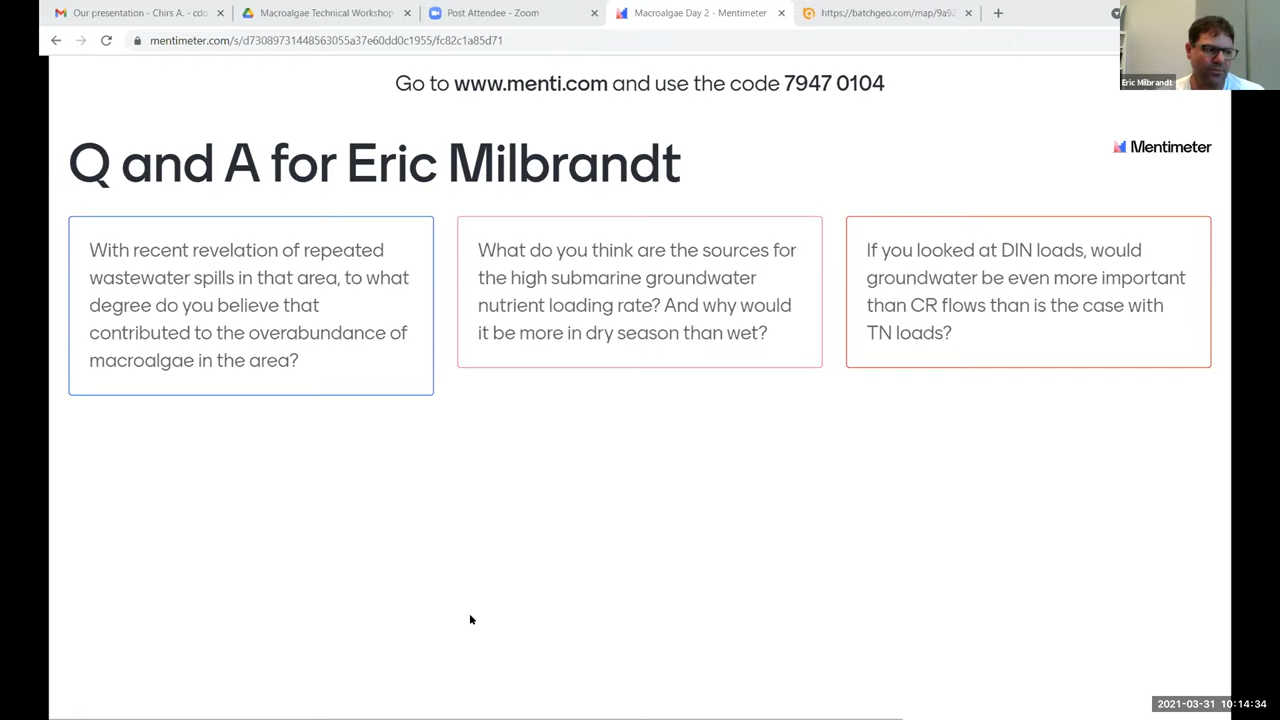 Our presentation - Chirs A. - cdo
Macroalgae Technical Workshop
Post Attendee - Zoom
Macroalgae Day 2 - Mentimeter
https://batchgeo.com/map/9a92
mentimeter.com/s/d73089731448563055a37e60dd0c1955/fc82c1a85d71
Eric Milbrandt
Go to www.menti.com and use the code 7947 0104
Q and A for Eric Milbrandt
Mentimeter
With recent revelation of repeated
wastewater spills in that area, to what
degree do you believe that
contributed to the overabundance of
macroalgae in the area?
What do you think are the sources for
the high submarine groundwater
nutrient loading rate? And why would
it be more in dry season than wet?
If you looked at DIN loads, would
groundwater be even more important
than CR flows than is the case with
TN loads?
2021-03-31 10:14:34